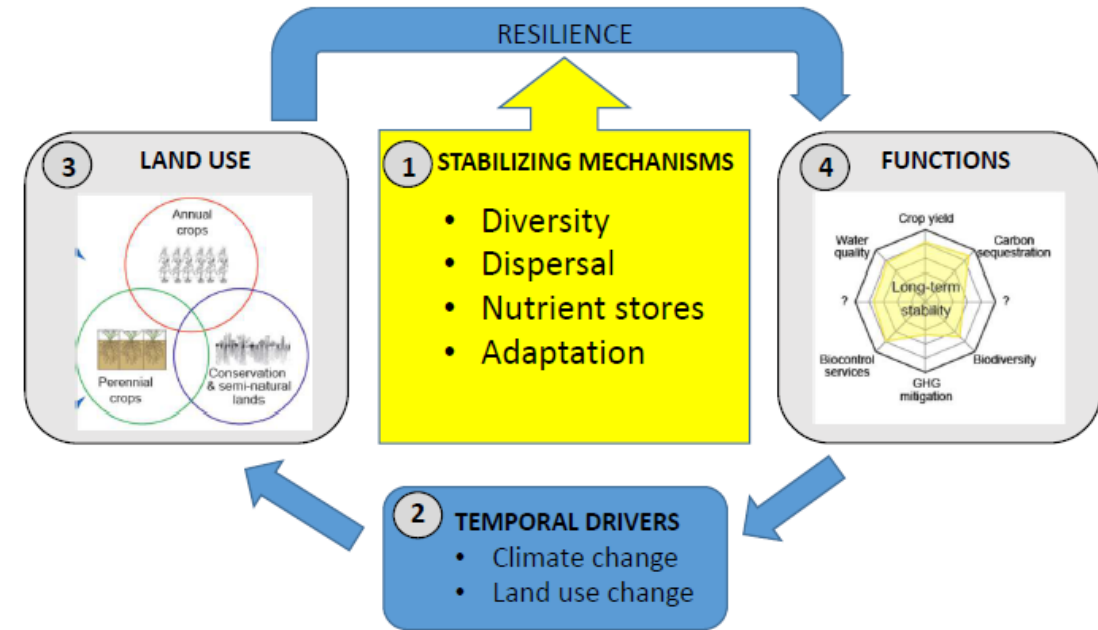 RESILIENCE
3
LAND USE
Annual
crops
Perennial
crops
Conservation
& semi-natural
lands
1
STABILIZING MECHANISMS
• Diversity
• Dispersal
• Nutrient stores
• Adaptation
4
FUNCTIONS
Crop yield
Water
quality
Carbon
sequestration
?
Long-term
stability
?
Biocontrol
services
Biodiversity
GHG
mitigation
2
TEMPORAL DRIVERS
• Climate change
• Land use change